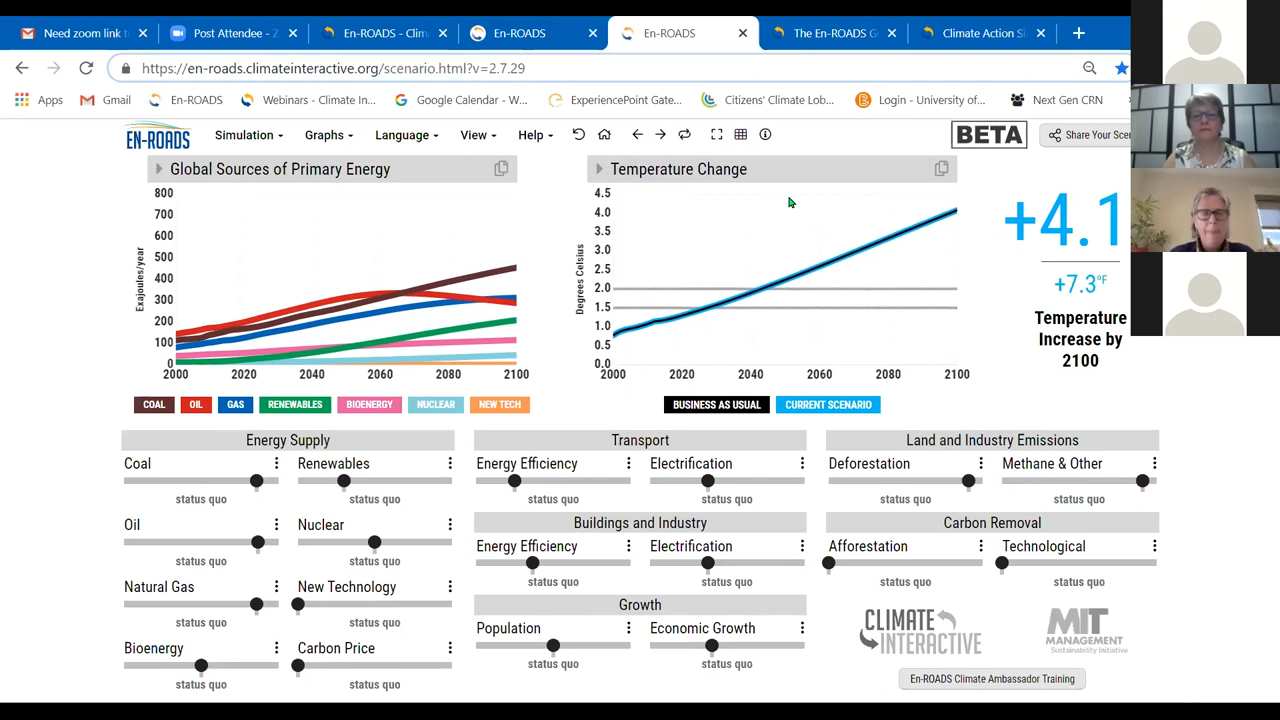 Need zoom link t
Post Attendee - Z
En-ROADS - Clim
En-ROADS
En-ROADS
The En-ROADS G
Climate Action Si
https://en-roads.climateinteractive.org/scenario.html?v=2.7.29
Apps
Gmail
En-ROADS
Webinars - Climate In...
Google Calendar - W...
ExperiencePoint Gate...
Citizens' Climate Lob...
Login - University of...
Next Gen CRN
EN-ROADS
Simulation
Graphs
Language
View
Help
BETA
Share Your Scen
Global Sources of Primary Energy
Temperature Change
800
700
600
500
400
300
200
100
0
Exajoules/year
2000
2020
2040
2060
2080
2100
4.5
4.0
3.5
3.0
2.5
2.0
1.5
1.0
0.5
0.0
Degrees Celsius
2000
2020
2040
2060
2080
2100
+4.1
+7.3°F
Temperature
Increase by
2100
COAL
OIL
GAS
RENEWABLES
BIOENERGY
NUCLEAR
NEW TECH
BUSINESS AS USUAL
CURRENT SCENARIO
Energy Supply
Coal
status quo
Renewables
status quo
Oil
status quo
Nuclear
status quo
Natural Gas
status quo
New Technology
status quo
Bioenergy
status quo
Carbon Price
status quo
Transport
Energy Efficiency
status quo
Electrification
status quo
Buildings and Industry
Energy Efficiency
status quo
Electrification
status quo
Growth
Population
status quo
Economic Growth
status quo
Land and Industry Emissions
Deforestation
status quo
Methane & Other
status quo
Carbon Removal
Afforestation
status quo
Technological
status quo
CLIMATE
INTERACTIVE
MIT
MANAGEMENT
Sustainability Initiative
En-ROADS Climate Ambassador Training